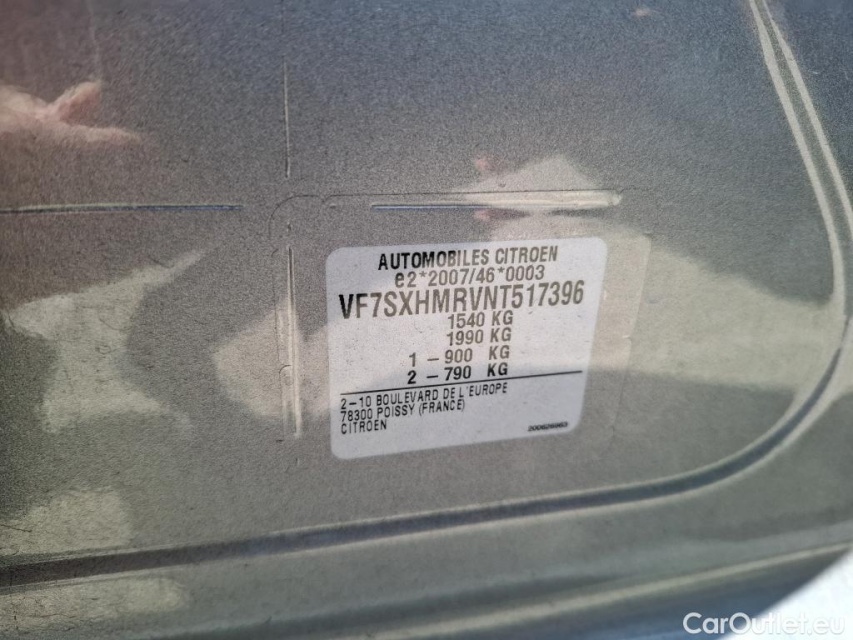 AUTOMOBILES CITROEN
e2*2007/46*0003
VF7SXHMRVNT517396
1540 KG
1990 KG
1 - 900 KG
2 - 790 KG
2-10 BOULEVARD DE L'EUROPE
78300 POISSY (FRANCE)
CITROEN
CarOutlet.eu